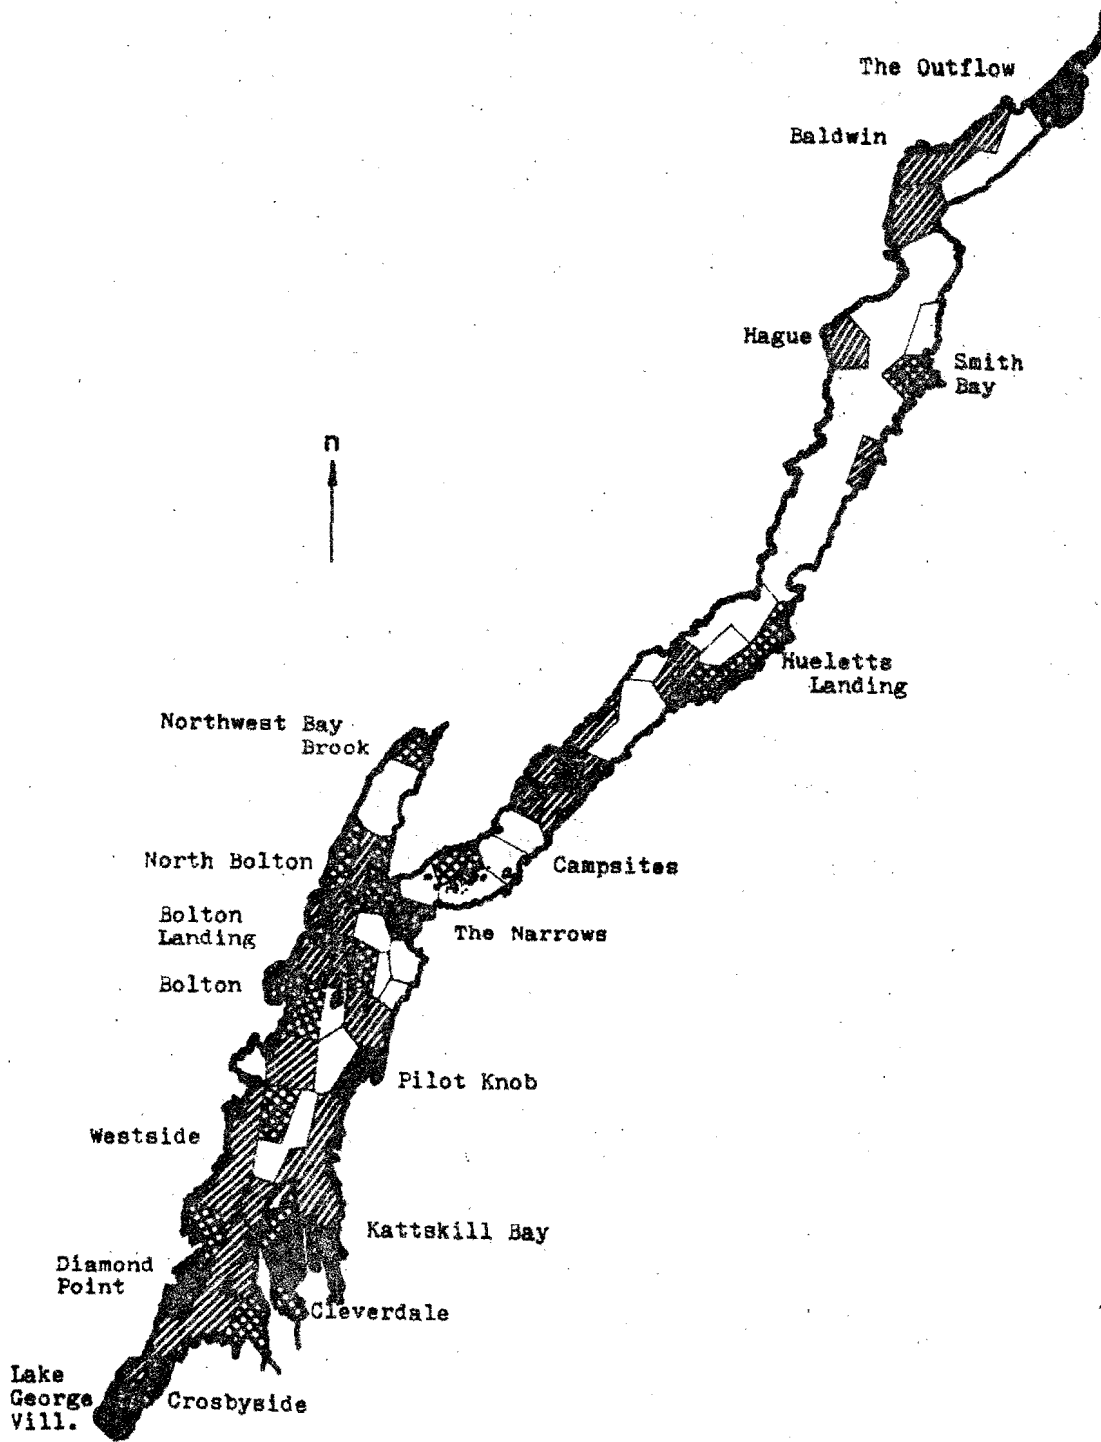 The Outflow
Baldwin
Hague
Smith
Bay
n
Hueletts
Landing
Northwest Bay
Brook
North Bolton
Campsites
Bolton
Landing
The Narrows
Bolton
Pilot Knob
Westside
Kattskill Bay
Diamond
Point
Cleverdale
Lake
George
Vill.
Crosbyside